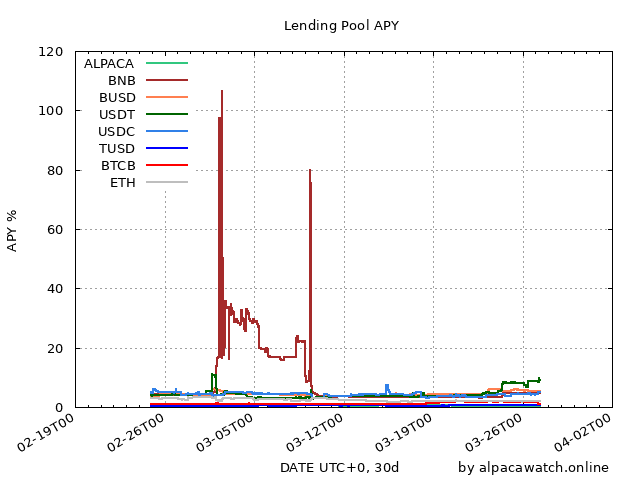 Lending Pool APY
APY %
120
100
80
60
40
20
0
ALPACA
BNB
BUSD
USDT
USDC
TUSD
BTCB
ETH
02-19T00
02-26T00
03-05T00
03-12T00
03-19T00
03-26T00
04-02T00
DATE UTC+0, 30d
by alpacawatch.online